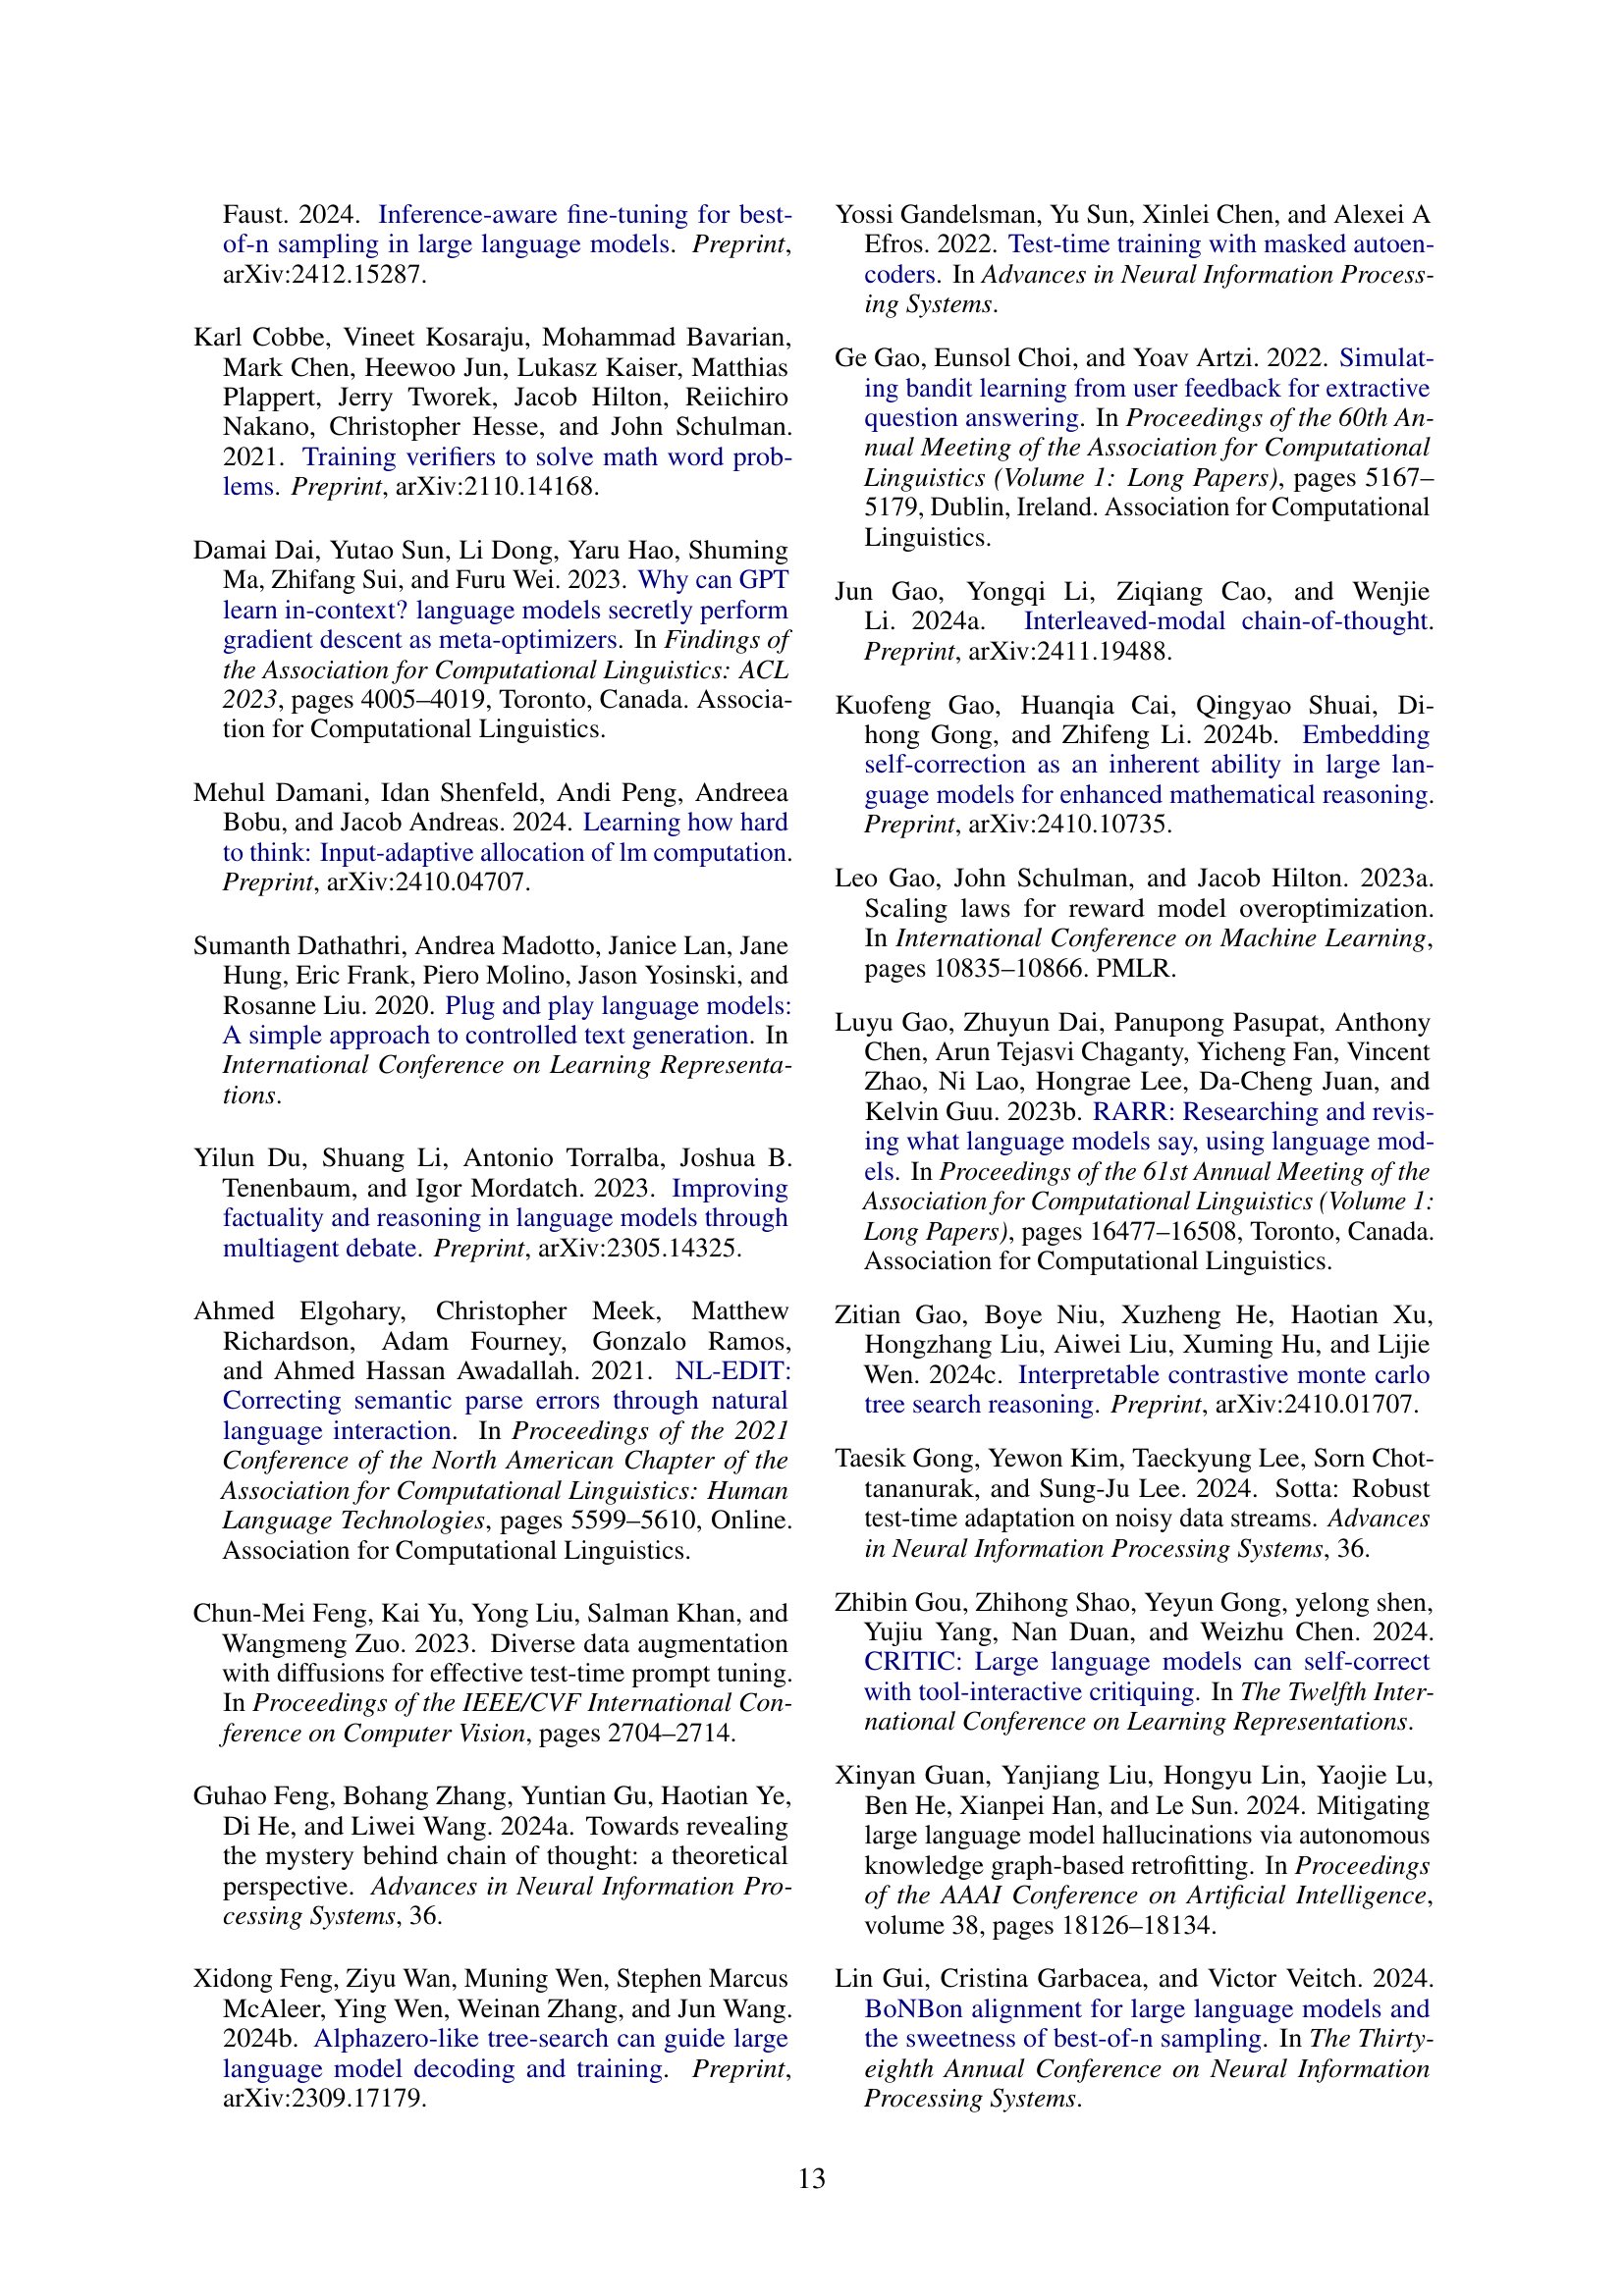 Faust. 2024. Inference-aware fine-tuning for best-
of-n sampling in large language models. Preprint,
arXiv:2412.15287.
Karl Cobbe, Vineet Kosaraju, Mohammad Bavarian,
Mark Chen, Heewoo Jun, Lukasz Kaiser, Matthias
Plappert, Jerry Tworek, Jacob Hilton, Reiichiro
Nakano, Christopher Hesse, and John Schulman.
2021. Training verifiers to solve math word prob-
lems. Preprint, arXiv:2110.14168.
Damai Dai, Yutao Sun, Li Dong, Yaru Hao, Shuming
Ma, Zhifang Sui, and Furu Wei. 2023. Why can GPT
learn in-context? language models secretly perform
gradient descent as meta-optimizers. In Findings of
the Association for Computational Linguistics: ACL
2023, pages 4005–4019, Toronto, Canada. Associa-
tion for Computational Linguistics.
Mehul Damani, Idan Shenfeld, Andi Peng, Andreea
Bobu, and Jacob Andreas. 2024. Learning how hard
to think: Input-adaptive allocation of lm computation.
Preprint, arXiv:2410.04707.
Sumanth Dathathri, Andrea Madotto, Janice Lan, Jane
Hung, Eric Frank, Piero Molino, Jason Yosinski, and
Rosanne Liu. 2020. Plug and play language models:
A simple approach to controlled text generation. In
International Conference on Learning Representa-
tions.
Yilun Du, Shuang Li, Antonio Torralba, Joshua B.
Tenenbaum, and Igor Mordatch. 2023. Improving
factuality and reasoning in language models through
multiagent debate. Preprint, arXiv:2305.14325.
Ahmed Elgohary, Christopher Meek, Matthew
Richardson, Adam Fourney, Gonzalo Ramos,
and Ahmed Hassan Awadallah. 2021. NL-EDIT:
Correcting semantic parse errors through natural
language interaction. In Proceedings of the 2021
Conference of the North American Chapter of the
Association for Computational Linguistics: Human
Language Technologies, pages 5599–5610, Online.
Association for Computational Linguistics.
Chun-Mei Feng, Kai Yu, Yong Liu, Salman Khan, and
Wangmeng Zuo. 2023. Diverse data augmentation
with diffusions for effective test-time prompt tuning.
In Proceedings of the IEEE/CVF International Con-
ference on Computer Vision, pages 2704–2714.
Guhao Feng, Bohang Zhang, Yuntian Gu, Haotian Ye,
Di He, and Liwei Wang. 2024a. Towards revealing
the mystery behind chain of thought: a theoretical
perspective. Advances in Neural Information Pro-
cessing Systems, 36.
Xidong Feng, Ziyu Wan, Muning Wen, Stephen Marcus
McAleer, Ying Wen, Weinan Zhang, and Jun Wang.
2024b. Alphazero-like tree-search can guide large
language model decoding and training. Preprint,
arXiv:2309.17179.
Yossi Gandelsman, Yu Sun, Xinlei Chen, and Alexei A
Efros. 2022. Test-time training with masked autoen-
coders. In Advances in Neural Information Process-
ing Systems.
Ge Gao, Eunsol Choi, and Yoav Artzi. 2022. Simulat-
ing bandit learning from user feedback for extractive
question answering. In Proceedings of the 60th An-
nual Meeting of the Association for Computational
Linguistics (Volume 1: Long Papers), pages 5167–
5179, Dublin, Ireland. Association for Computational
Linguistics.
Jun Gao, Yongqi Li, Ziqiang Cao, and Wenjie
Li. 2024a. Interleaved-modal chain-of-thought.
Preprint, arXiv:2411.19488.
Kuofeng Gao, Huanqia Cai, Qingyao Shuai, Di-
hong Gong, and Zhifeng Li. 2024b. Embedding
self-correction as an inherent ability in large lan-
guage models for enhanced mathematical reasoning.
Preprint, arXiv:2410.10735.
Leo Gao, John Schulman, and Jacob Hilton. 2023a.
Scaling laws for reward model overoptimization.
In International Conference on Machine Learning,
pages 10835–10866. PMLR.
Luyu Gao, Zhuyun Dai, Panupong Pasupat, Anthony
Chen, Arun Tejasvi Chaganty, Yicheng Fan, Vincent
Zhao, Ni Lao, Hongrae Lee, Da-Cheng Juan, and
Kelvin Guu. 2023b. RARR: Researching and revis-
ing what language models say, using language mod-
els. In Proceedings of the 61st Annual Meeting of the
Association for Computational Linguistics (Volume 1:
Long Papers), pages 16477–16508, Toronto, Canada.
Association for Computational Linguistics.
Zitian Gao, Boye Niu, Xuzheng He, Haotian Xu,
Hongzhang Liu, Aiwei Liu, Xuming Hu, and Lijie
Wen. 2024c. Interpretable contrastive monte carlo
tree search reasoning. Preprint, arXiv:2410.01707.
Taesik Gong, Yewon Kim, Taeckyung Lee, Sorn Chot-
tananurak, and Sung-Ju Lee. 2024. Sotta: Robust
test-time adaptation on noisy data streams. Advances
in Neural Information Processing Systems, 36.
Zhibin Gou, Zhihong Shao, Yeyun Gong, yelong shen,
Yujiu Yang, Nan Duan, and Weizhu Chen. 2024.
CRITIC: Large language models can self-correct
with tool-interactive critiquing. In The Twelfth Inter-
national Conference on Learning Representations.
Xinyan Guan, Yanjiang Liu, Hongyu Lin, Yaojie Lu,
Ben He, Xianpei Han, and Le Sun. 2024. Mitigating
large language model hallucinations via autonomous
knowledge graph-based retrofitting. In Proceedings
of the AAAI Conference on Artificial Intelligence,
volume 38, pages 18126–18134.
Lin Gui, Cristina Garbacea, and Victor Veitch. 2024.
BoNBon alignment for large language models and
the sweetness of best-of-n sampling. In The Thirty-
eighth Annual Conference on Neural Information
Processing Systems.
13